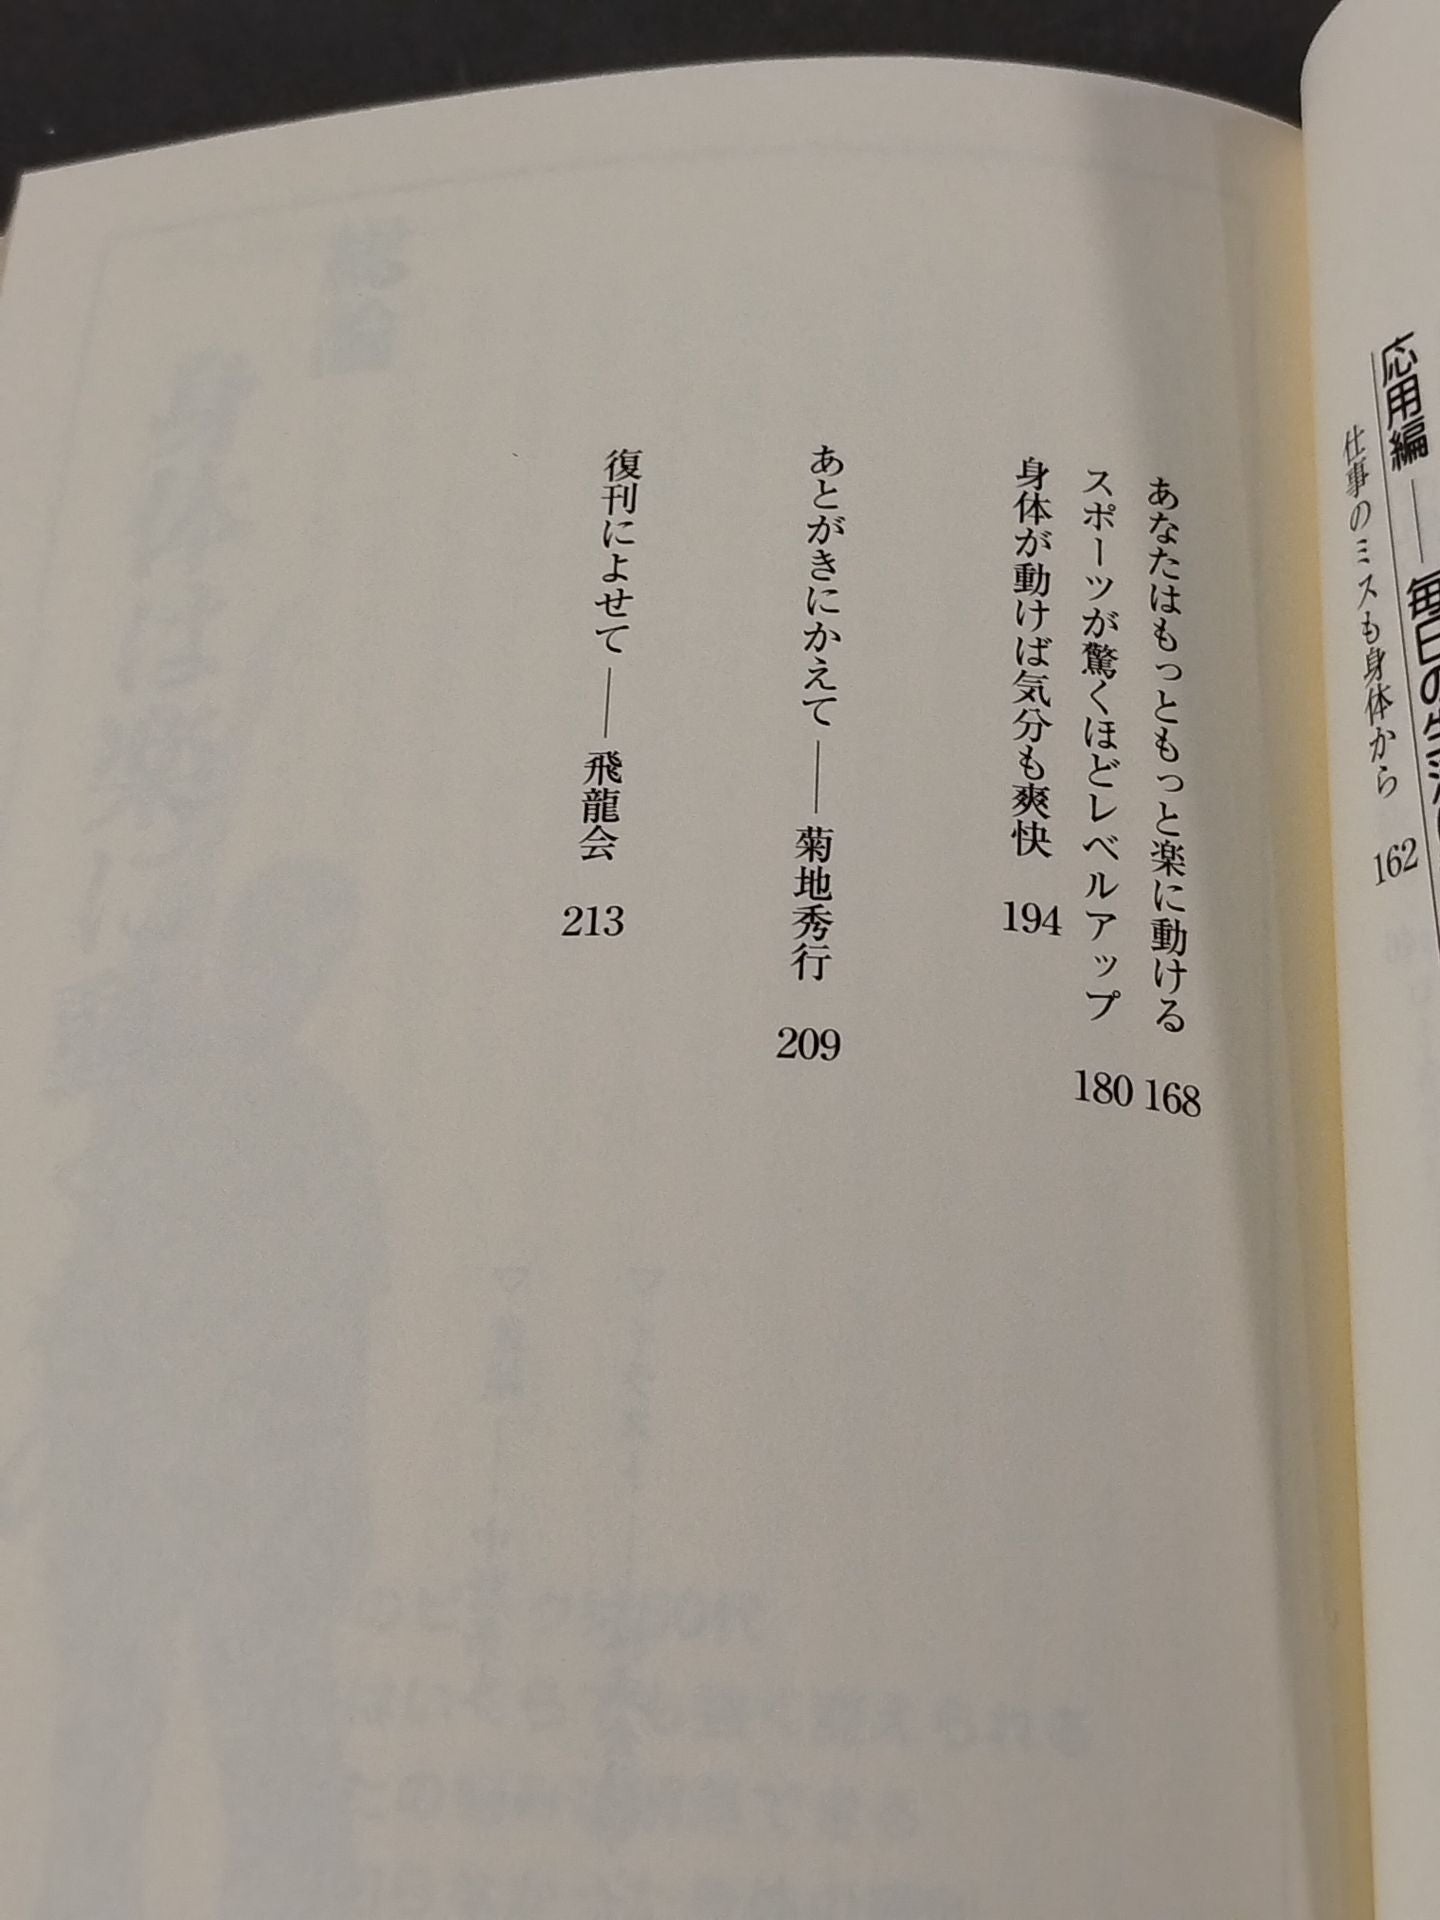 応用編――毎日の生
仕事のミスも身体から 162
あなたはもっともっと楽に動ける 168
スポーツが驚くほどレベルアップ 180
身体が動けば気分も爽快 194
あとがきにかえて――菊地秀行 209
復刊によせて――飛龍会 213